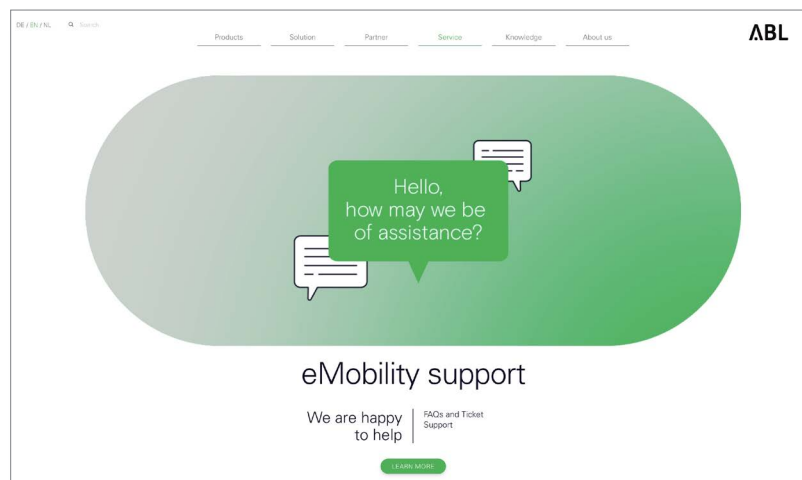 DE / EN / NL
Search
Products
Solution
Partner
Service
Knowledge
About us
ABL
Hello,
how may we be
of assistance?
eMobility support
We are happy
to help
FAQs and Ticket
Support
LEARN MORE